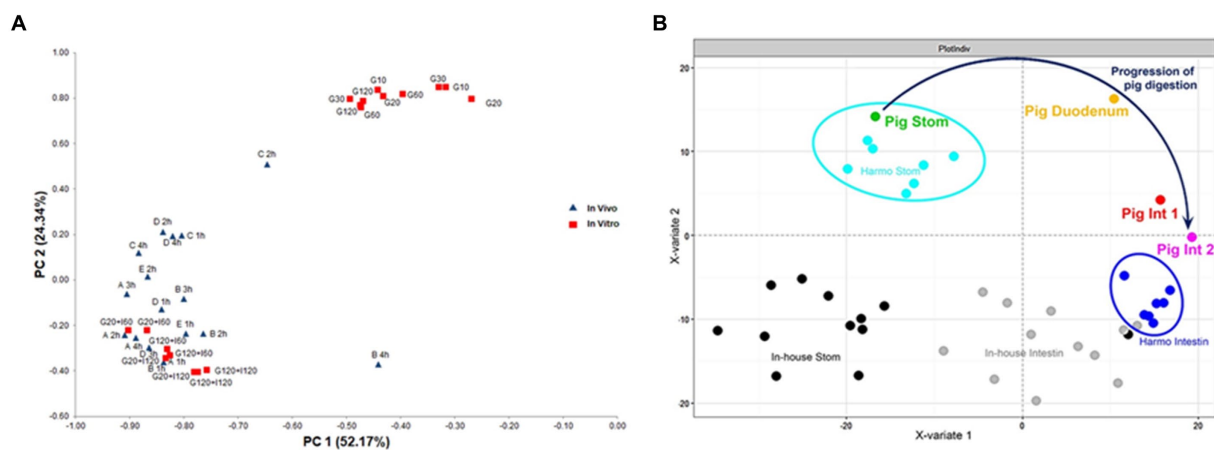 A
B
1.00
0.80
0.60
0.40
0.20
0.00
-0.20
-0.40
-0.60
PC 2 (24.34%)
-1.00 -0.90 -0.80 -0.70 -0.60 -0.50 -0.40 -0.30 -0.20 -0.10 0.00
PC 1 (52.17%)
G10
G30
G10
G30
G120
G20
G60
G20
G120
G60
C 2h
D 2h
C 1h
D 4h
C 4h
E 2h
A 3h
B 3h
D 1h
G20+I60
G20+I60
A 2h
E 1h
B 2h
A 4h
G120+I60
D 3h
G120+I60
G20+I120
A 1h
B 1h
G120+I120
G20+I120
G120+I120
B 4h
In Vivo
In Vitro
PlotIndiv
20
10
0
-10
-20
X-variate 2
-20 0 20
X-variate 1
Progression of
pig digestion
Pig Stom
Pig Duodenum
Harmo Stom
Pig Int 1
Pig Int 2
Harmo Intestin
In-house Stom
In-house Intestin